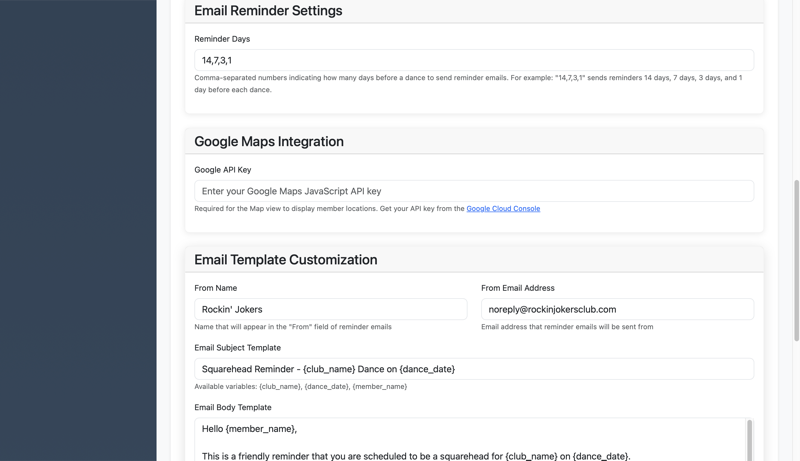 Email Reminder Settings
Reminder Days
14,7,3,1
Comma-separated numbers indicating how many days before a dance to send reminder emails. For example: "14,7,3,1" sends reminders 14 days, 7 days, 3 days, and 1
day before each dance.
Google Maps Integration
Google API Key
Enter your Google Maps JavaScript API key
Required for the Map view to display member locations. Get your API key from the Google Cloud Console
Email Template Customization
From Name
From Email Address
Rockin' Jokers
noreply@rockinjokersclub.com
Name that will appear in the "From" field of reminder emails
Email address that reminder emails will be sent from
Email Subject Template
Squarehead Reminder - {club_name} Dance on {dance_date}
Available variables: {club_name}, {dance_date}, {member_name}
Email Body Template
Hello {member_name},
This is a friendly reminder that you are scheduled to be a squarehead for {club_name} on {dance_date}.